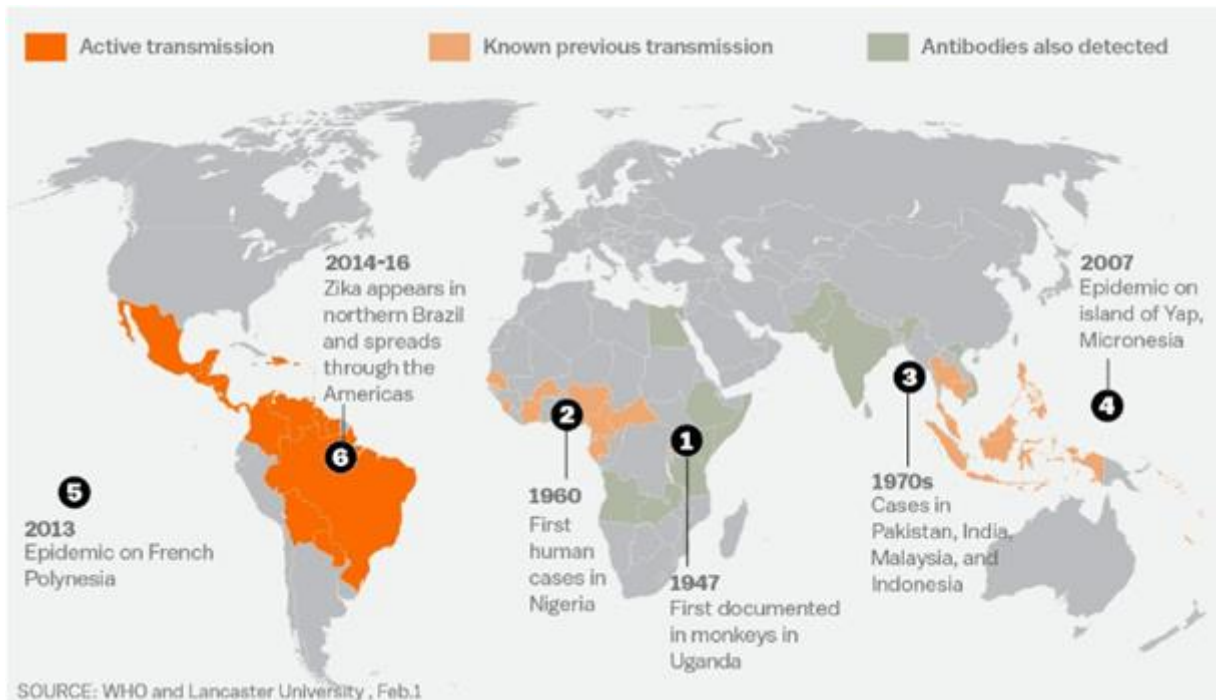 Active transmission
Known previous transmission
Antibodies also detected
2014-16
Zika appears in
northern Brazil
and spreads
through the
Americas
2007
Epidemic on
island of Yap,
Micronesia
3
4
2
1
6
5
2013
Epidemic on French
Polynesia
1960
First
human
cases in
Nigeria
1947
First documented
in monkeys in
Uganda
1970s
Cases in
Pakistan, India,
Malaysia, and
Indonesia
SOURCE: WHO and Lancaster University , Feb.1